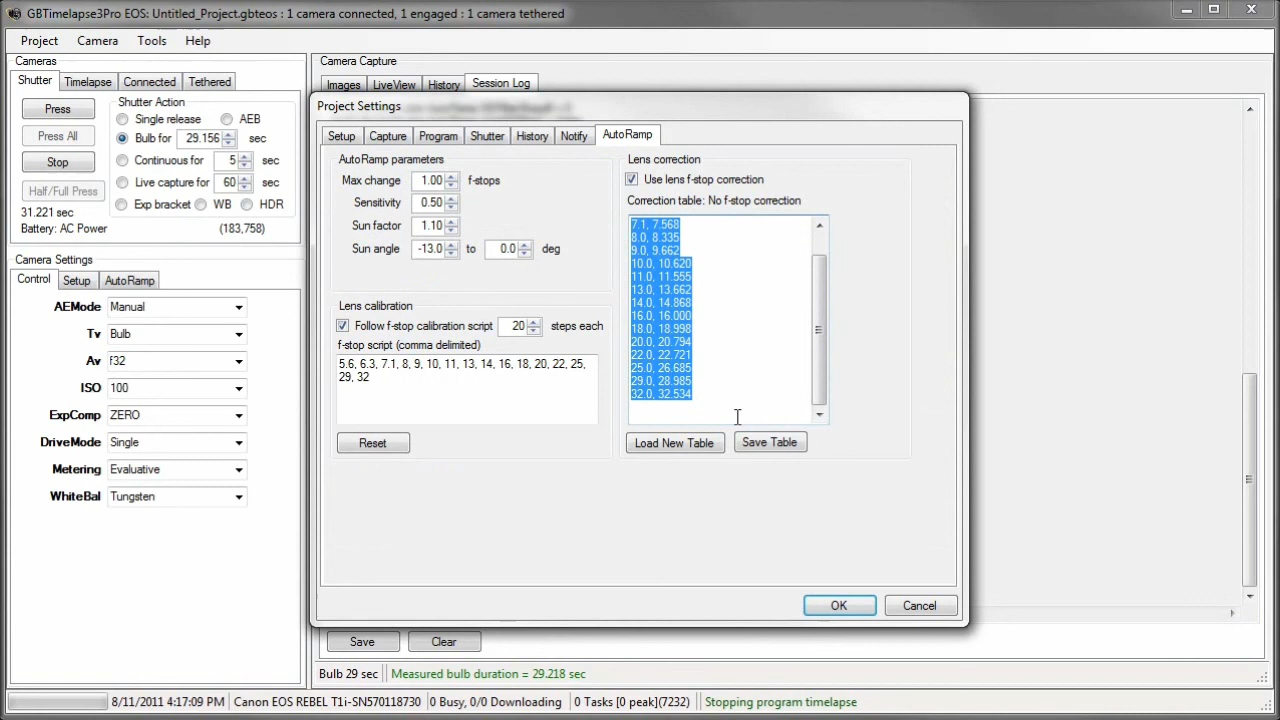 GBTimelapse3Pro EOS: Untitled_Project.gbteos : 1 camera connected, 1 engaged : 1 camera tethered
Project Camera Tools Help
Cameras
Shutter Timelapse Connected Tethered
Press
Press All
Stop
Half/Full Press
31.221 sec
Battery: AC Power
Shutter Action
Single release AEB
Bulb for 29.156 sec
Continuous for 5 sec
Live capture for 60 sec
Exp bracket WB HDR
(183,758)
Camera Settings
Control Setup AutoRamp
AEMode Manual
Tv Bulb
Av f32
ISO 100
ExpComp ZERO
DriveMode Single
Metering Evaluative
WhiteBal Tungsten
Camera Capture
Images LiveView History Session Log
Project Settings
Setup Capture Program Shutter History Notify AutoRamp
AutoRamp parameters
Max change 1.00 f-stops
Sensitivity 0.50
Sun factor 1.10
Sun angle -13.0 to 0.0 deg
Lens calibration
Follow f-stop calibration script 20 steps each
f-stop script (comma delimited)
5.6, 6.3, 7.1, 8, 9, 10, 11, 13, 14, 16, 18, 20, 22, 25,
29, 32
Reset
Lens correction
Use lens f-stop correction
Correction table: No f-stop correction
7.1, 7.568
8.0, 8.335
9.0, 9.662
10.0, 10.620
11.0, 11.555
13.0, 13.662
14.0, 14.868
16.0, 16.000
18.0, 18.998
20.0, 20.794
22.0, 22.721
25.0, 26.685
29.0, 28.985
32.0, 32.534
Load New Table Save Table
OK Cancel
Save Clear
Bulb 29 sec Measured bulb duration = 29.218 sec
8/11/2011 4:17:09 PM Canon EOS REBEL T1i-SN570118730 0 Busy, 0/0 Downloading 0 Tasks [0 peak](7232) Stopping program timelapse